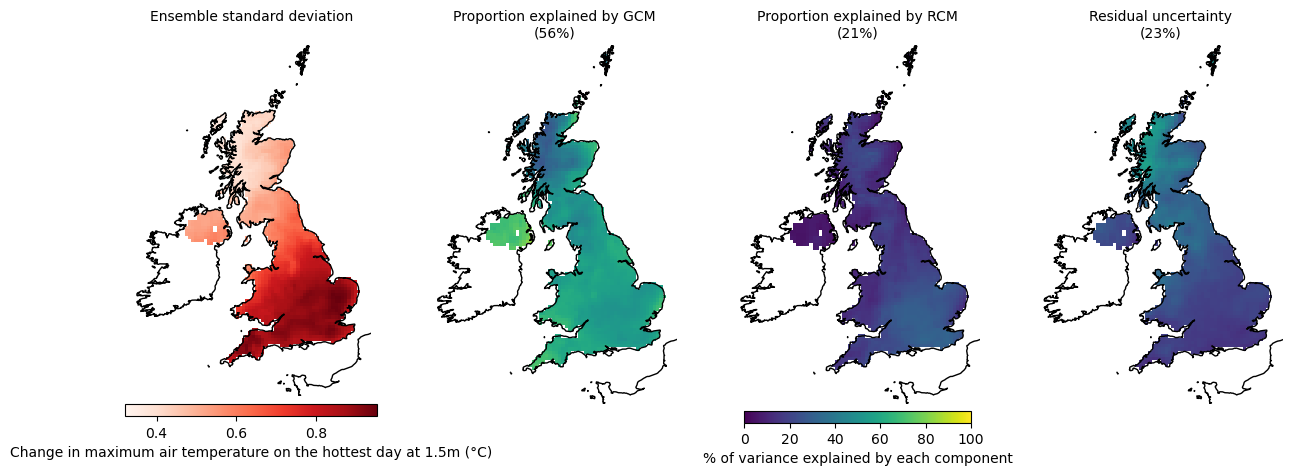 Ensemble standard deviation
Proportion explained by GCM
(56%)
Proportion explained by RCM
(21%)
Residual uncertainty
(23%)
0.4 0.6 0.8
Change in maximum air temperature on the hottest day at 1.5m (°C)
0 20 40 60 80 100
% of variance explained by each component